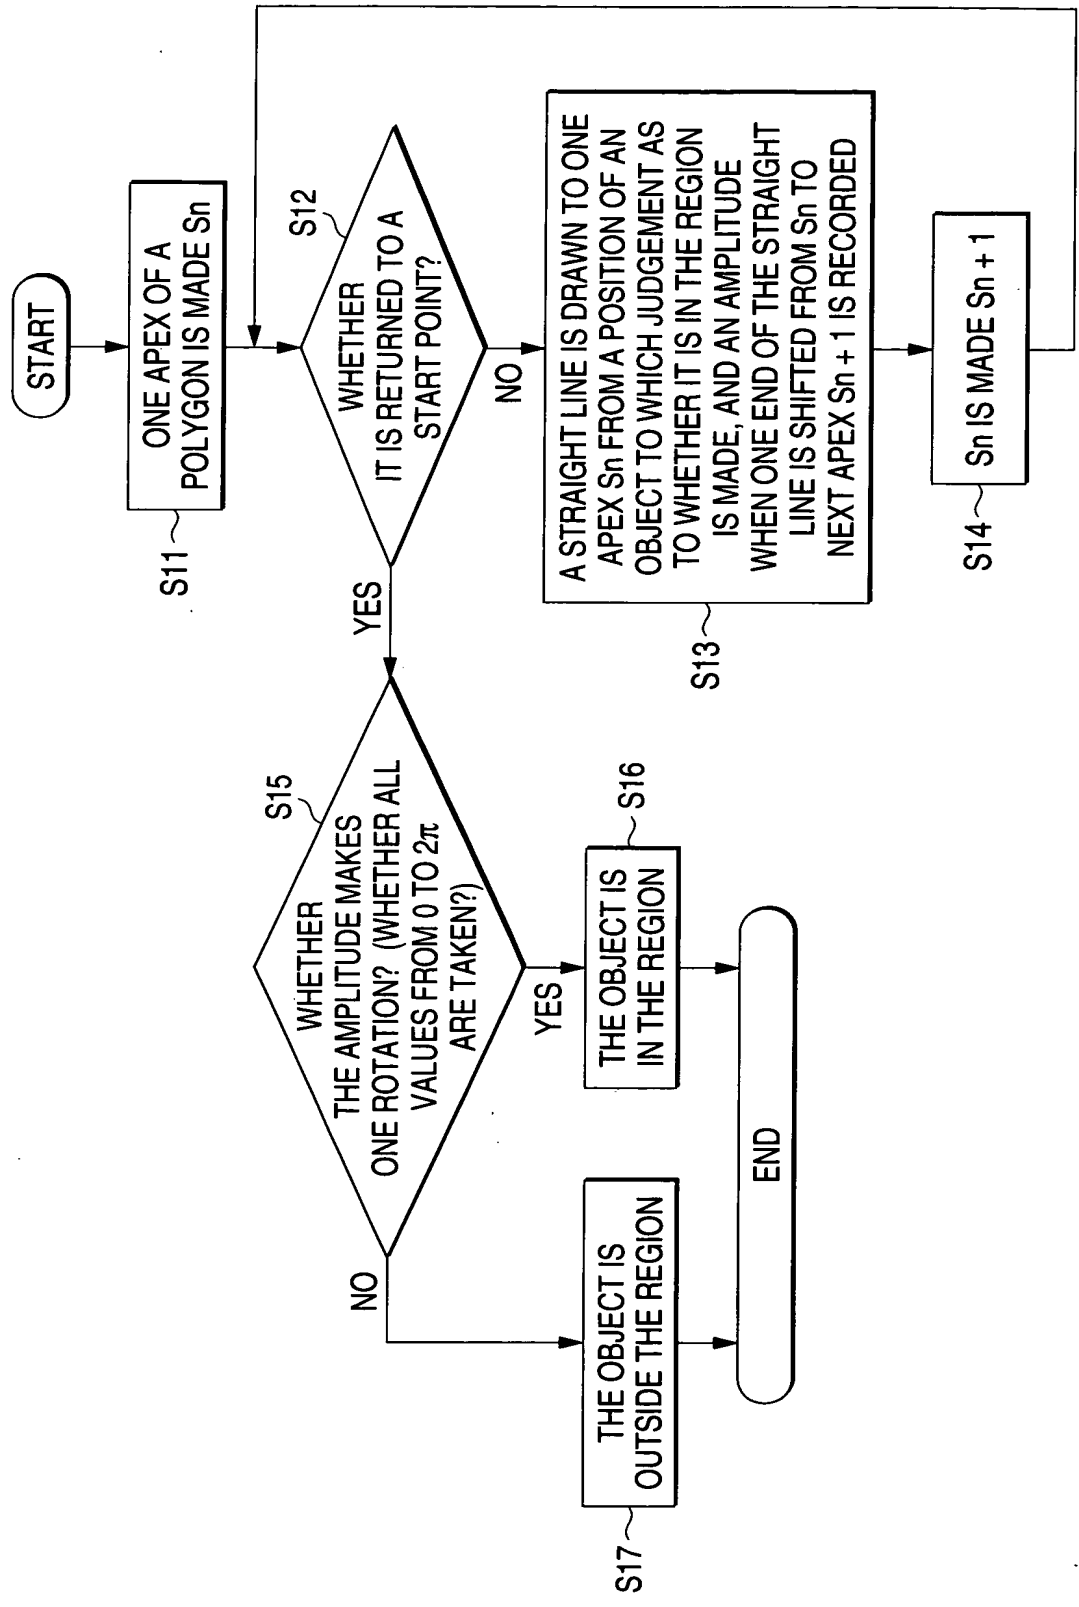 START
ONE APEX OF A
POLYGON IS MADE Sn
S11
S12
WHETHER
IT IS RETURNED TO A
START POINT?
YES
NO
A STRAIGHT LINE IS DRAWN TO ONE
APEX Sn FROM A POSITION OF AN
OBJECT TO WHICH JUDGEMENT AS
TO WHETHER IT IS IN THE REGION
IS MADE, AND AN AMPLITUDE
WHEN ONE END OF THE STRAIGHT
LINE IS SHIFTED FROM Sn TO
NEXT APEX Sn + 1 IS RECORDED
S13
Sn IS MADE Sn + 1
S14
S15
WHETHER
THE AMPLITUDE MAKES
ONE ROTATION? (WHETHER ALL
VALUES FROM 0 TO 2π
ARE TAKEN?)
NO
YES
S16
THE OBJECT IS
IN THE REGION
THE OBJECT IS
OUTSIDE THE REGION
S17
END